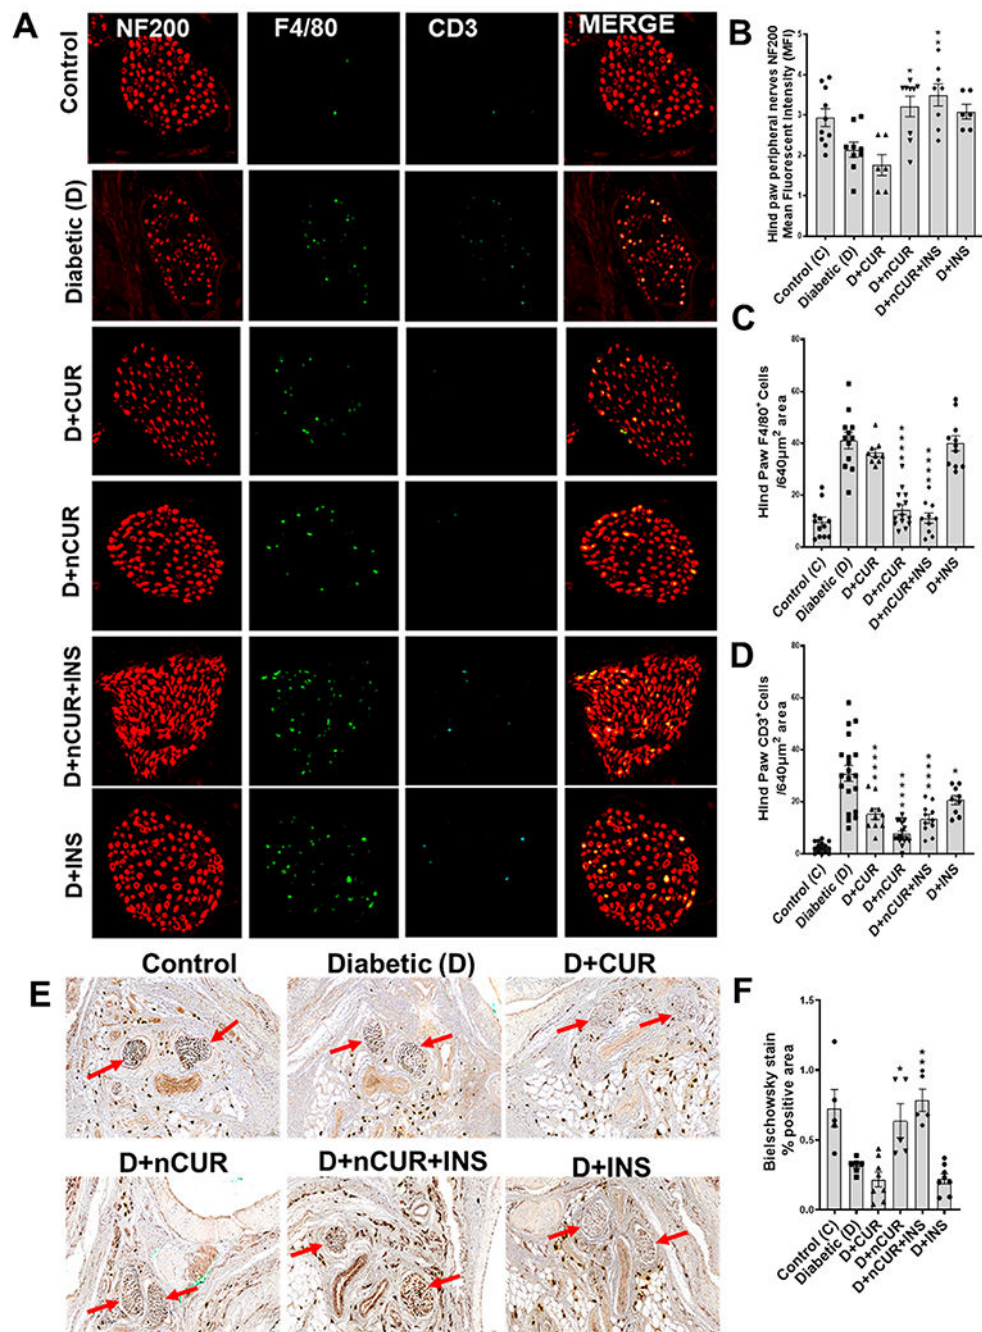 A
NF200 F4/80 CD3 MERGE
Control
Diabetic (D)
D+CUR
D+nCUR
D+nCUR+INS
D+INS
B
Hind paw peripheral nerves NF200
Mean Fluorescent Intensity (MFI)
5
4
3
2
1
0
* * *
Control (C) Diabetic (D) D+CUR D+nCUR D+nCUR+INS D+INS
C
Hind Paw F4/80⁺ Cells
/640µm² area
80
60
40
20
0
**** ****
Control (C) Diabetic (D) D+CUR D+nCUR D+nCUR+INS D+INS
D
Hind Paw CD3⁺ Cells
/640µm² area
80
60
40
20
0
**** **** **** *
Control (C) Diabetic (D) D+CUR D+nCUR D+nCUR+INS D+INS
E
Control Diabetic (D) D+CUR
D+nCUR D+nCUR+INS D+INS
F
Bielschowsky stain
% positive area
1.5
1.0
0.5
0.0
* **
Control (C) Diabetic (D) D+CUR D+nCUR D+nCUR+INS D+INS